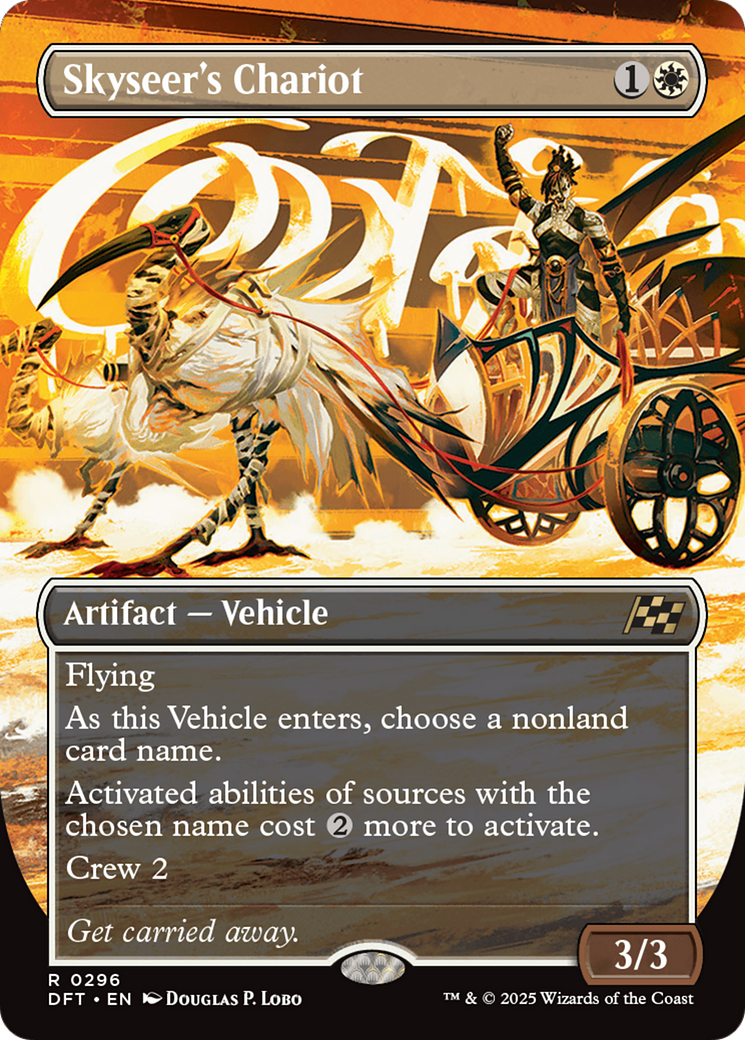 Skyseer's Chariot 1
Artifact — Vehicle
Flying
As this Vehicle enters, choose a nonland
card name.
Activated abilities of sources with the
chosen name cost 2 more to activate.
Crew 2
Get carried away.
3/3
R 0296
DFT • EN Douglas P. Lobo
™ & © 2025 Wizards of the Coast